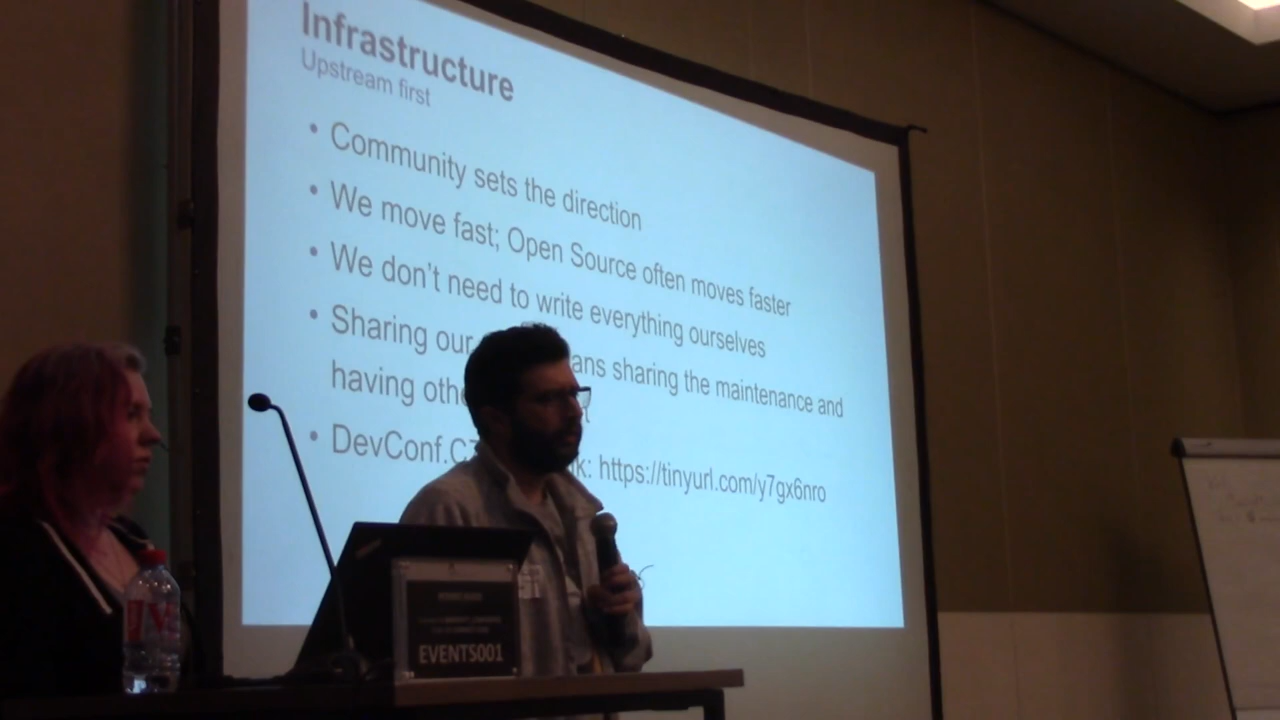 Infrastructure
Upstream first
• Community sets the direction
• We move fast; Open Source often moves faster
• We don't need to write everything ourselves
• Sharing our ans sharing the maintenance and
having oth
• DevConf.C k: https://tinyurl.com/y7gx6nro
EVENTS001